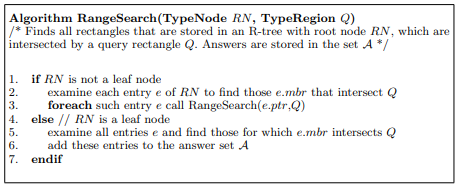 Algorithm RangeSearch(TypeNode RN, TypeRegion Q)
/* Finds all rectangles that are stored in an R-tree with root node RN, which are
intersected by a query rectangle Q. Answers are stored in the set 𝒜 */
1. if RN is not a leaf node
2. examine each entry e of RN to find those e.mbr that intersect Q
3. foreach such entry e call RangeSearch(e.ptr,Q)
4. else // RN is a leaf node
5. examine all entries e and find those for which e.mbr intersects Q
6. add these entries to the answer set 𝒜
7. endif